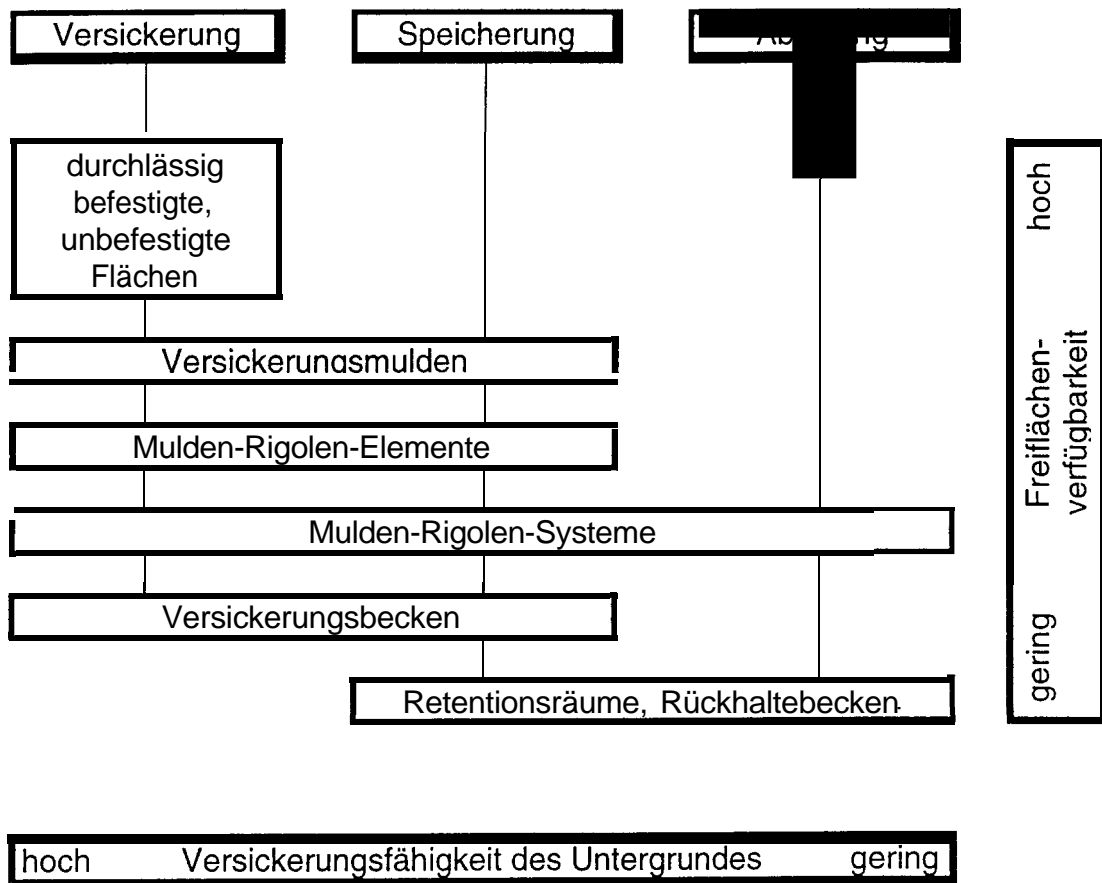 Versickerung
Speicherung
durchlässig
befestigte,
unbefestigte
Flächen
Versickerungsmulden
Mulden-Rigolen-Elemente
Mulden-Rigolen-Systeme
Versickerungsbecken
Retentionsräume, Rückhaltebecken
hoch
Freiflächen-
verfügbarkeit
gering
hoch Versickerungsfähigkeit des Untergrundes gering